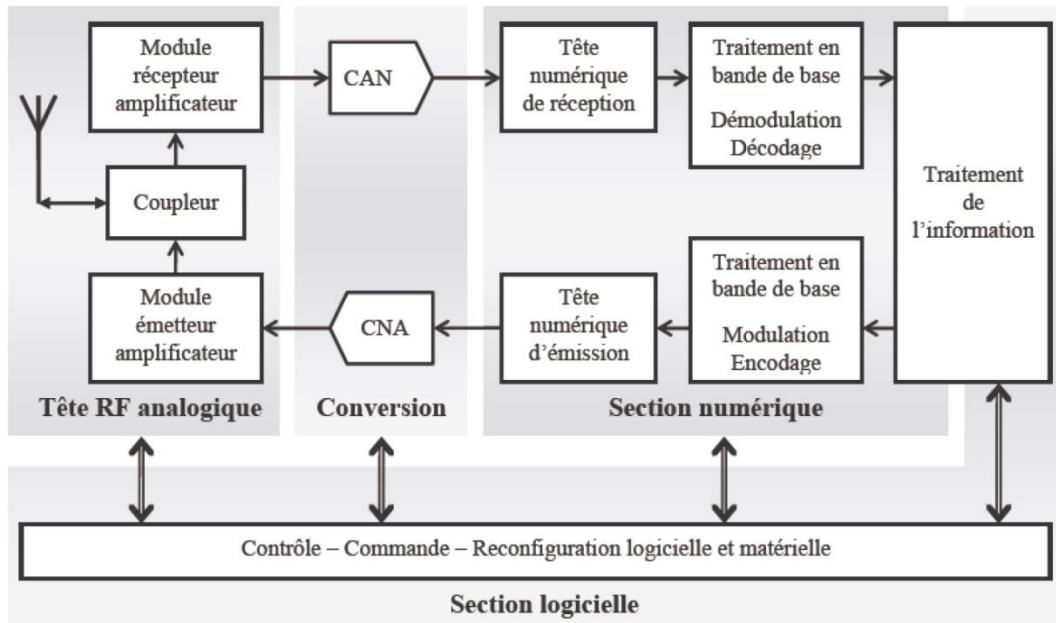 Module
récepteur
amplificateur
CAN
Tête
numérique
de réception
Traitement en
bande de base
Démodulation
Décodage
Coupleur
Traitement
de
l'information
Module
émetteur
amplificateur
CNA
Tête
numérique
d'émission
Traitement en
bande de base
Modulation
Encodage
Tête RF analogique
Conversion
Section numérique
Contrôle – Commande – Reconfiguration logicielle et matérielle
Section logicielle